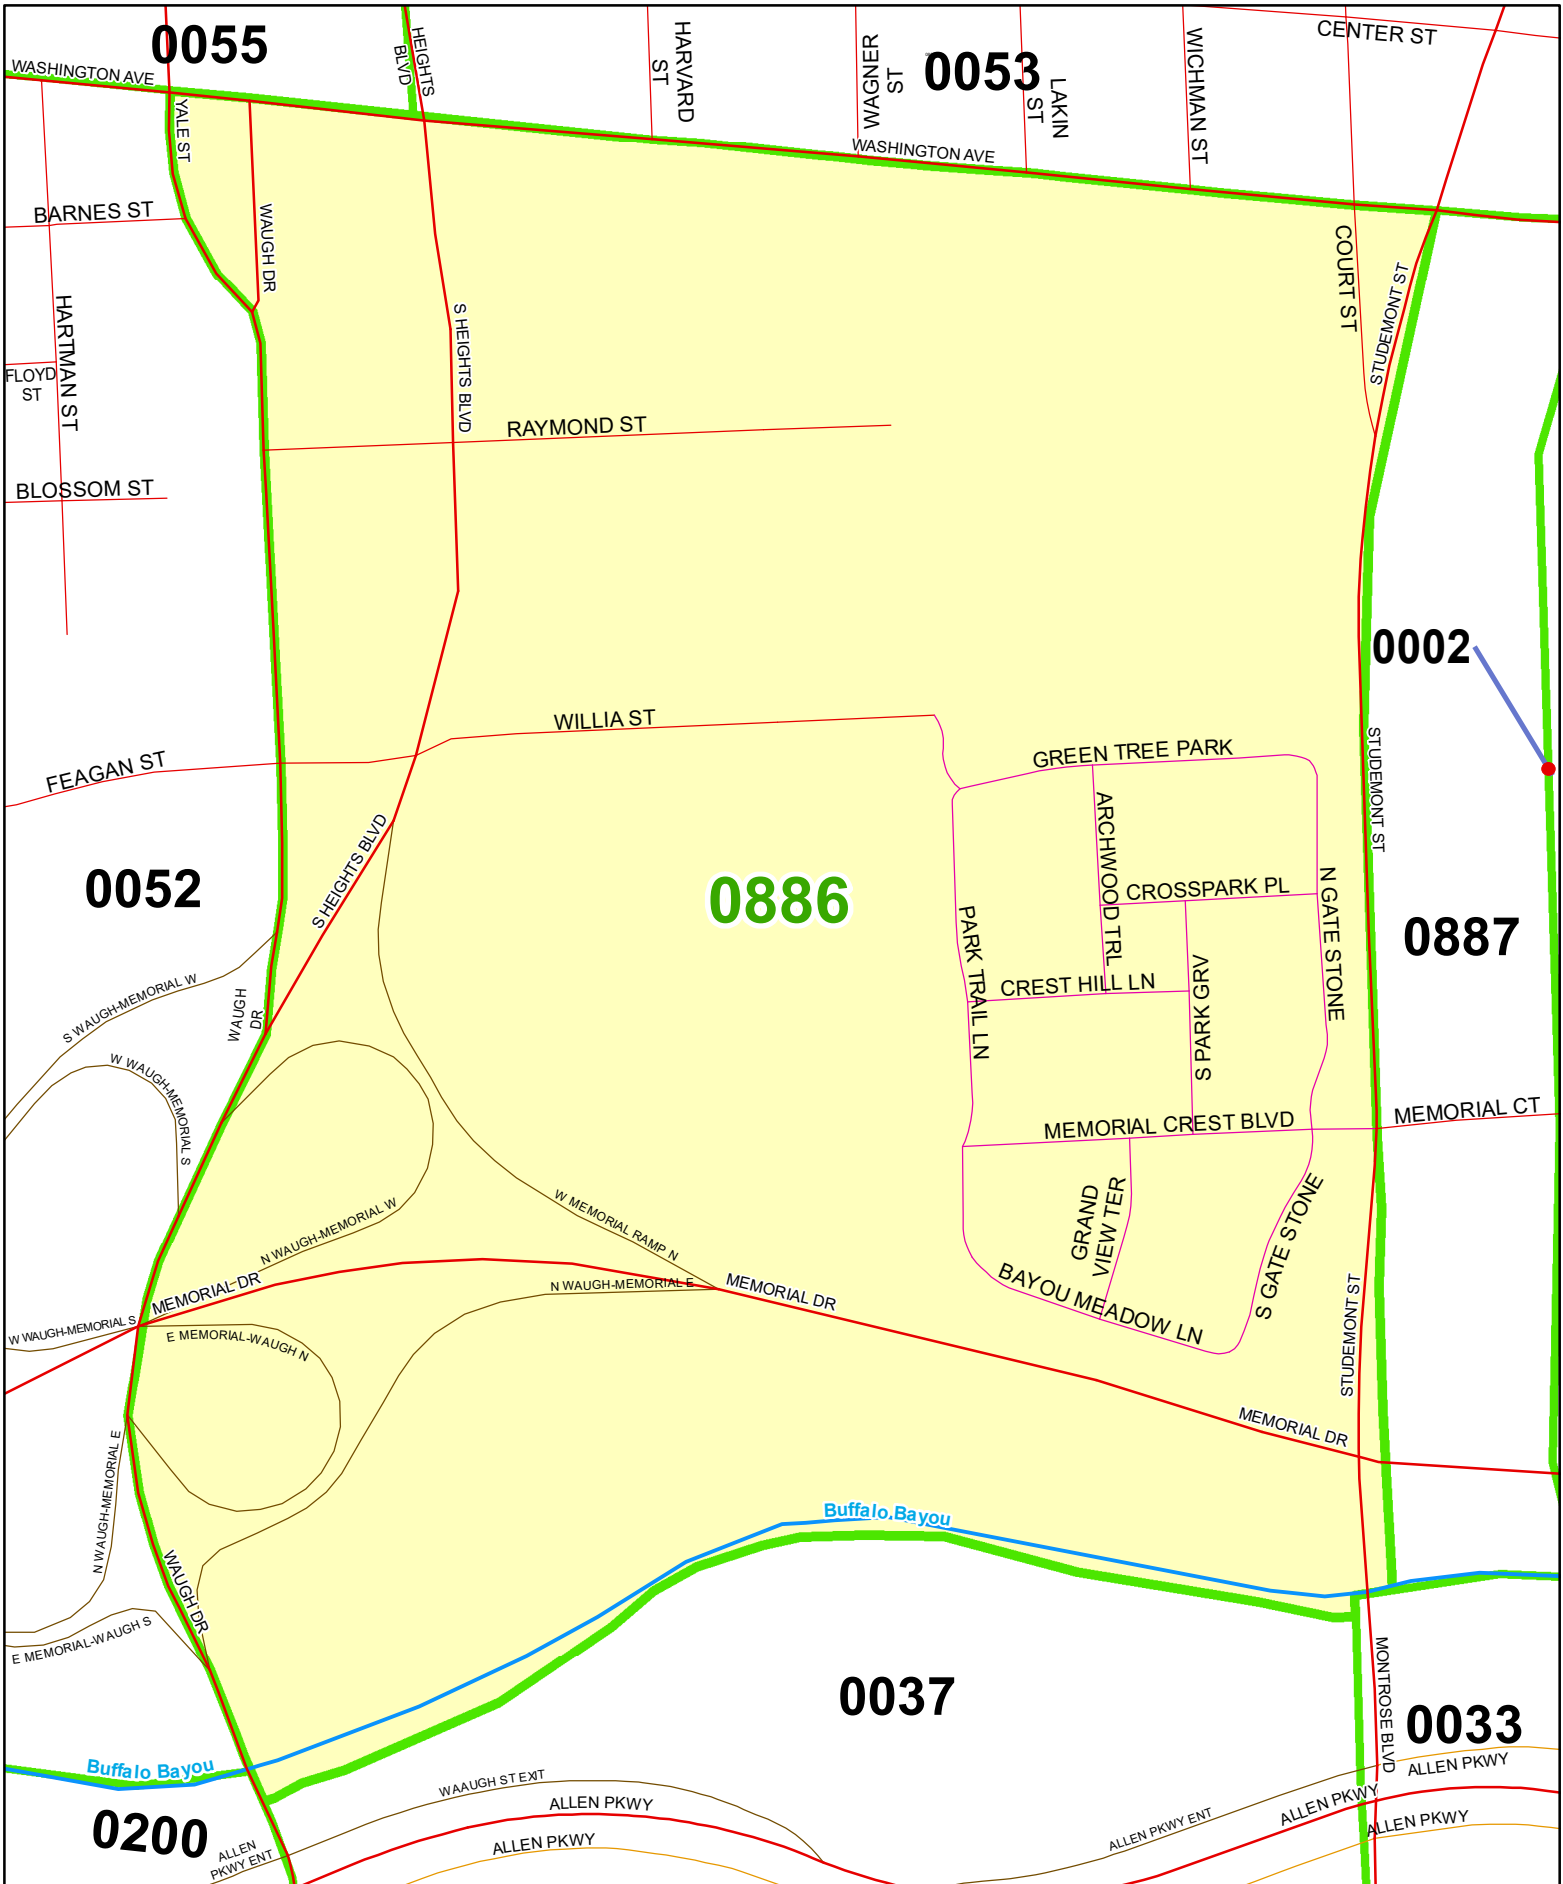 0055
HEIGHTS
BLVD
HARVARD
ST
WAGNER
ST
0053
LAKIN
ST
WICHMAN ST
CENTER ST
WASHINGTON AVE
YALE ST
WASHINGTON AVE
BARNES ST
WAUGH DR
COURT ST
STUDEMONT ST
HARTMAN ST
S HEIGHTS BLVD
FLOYD
ST
RAYMOND ST
BLOSSOM ST
0002
WILLIA ST
GREEN TREE PARK
STUDEMONT ST
FEAGAN ST
ARCHWOOD TRL
S HEIGHTS BLVD
0052
0886
CROSSPARK PL
N GATE STONE
0887
PARK TRAIL LN
CREST HILL LN
S PARK GRV
S WAUGH-MEMORIAL W
WAUGH
DR
W WAUGH-MEMORIAL S
MEMORIAL CREST BLVD
MEMORIAL CT
GRAND
VIEW TER
W MEMORIAL RAMP N
N WAUGH-MEMORIAL W
S GATE STONE
BAYOU MEADOW LN
MEMORIAL DR
N WAUGH-MEMORIAL E
MEMORIAL DR
STUDEMONT ST
W WAUGH-MEMORIAL S
E MEMORIAL-WAUGH N
MEMORIAL DR
N WAUGH-MEMORIAL E
Buffalo Bayou
WAUGH DR
E MEMORIAL-WAUGH S
0037
MONTROSE BLVD
0033
Buffalo Bayou
WAAUGH ST EXIT
ALLEN PKWY
ALLEN PKWY
ALLEN PKWY
0200
ALLEN
PKWY ENT
ALLEN PKWY
ALLEN PKWY ENT
ALLEN PKWY